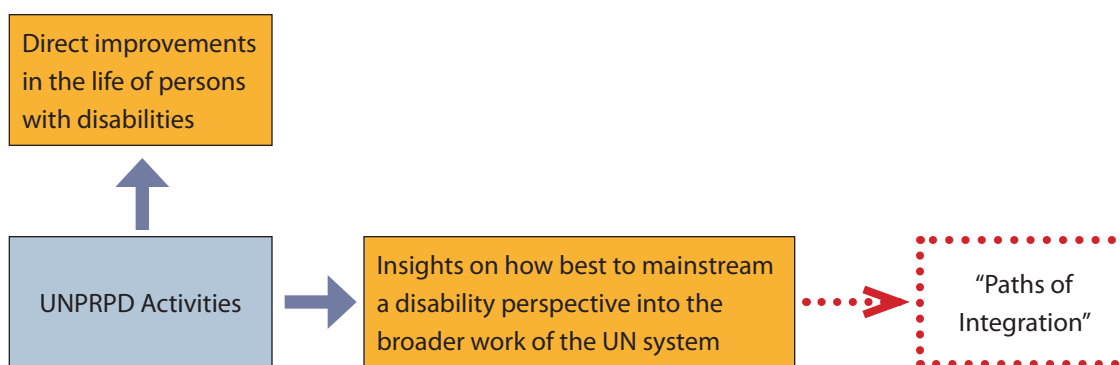 Direct improvements
in the life of persons
with disabilities
UNPRPD Activities
Insights on how best to mainstream
a disability perspective into the
broader work of the UN system
“Paths of
Integration”